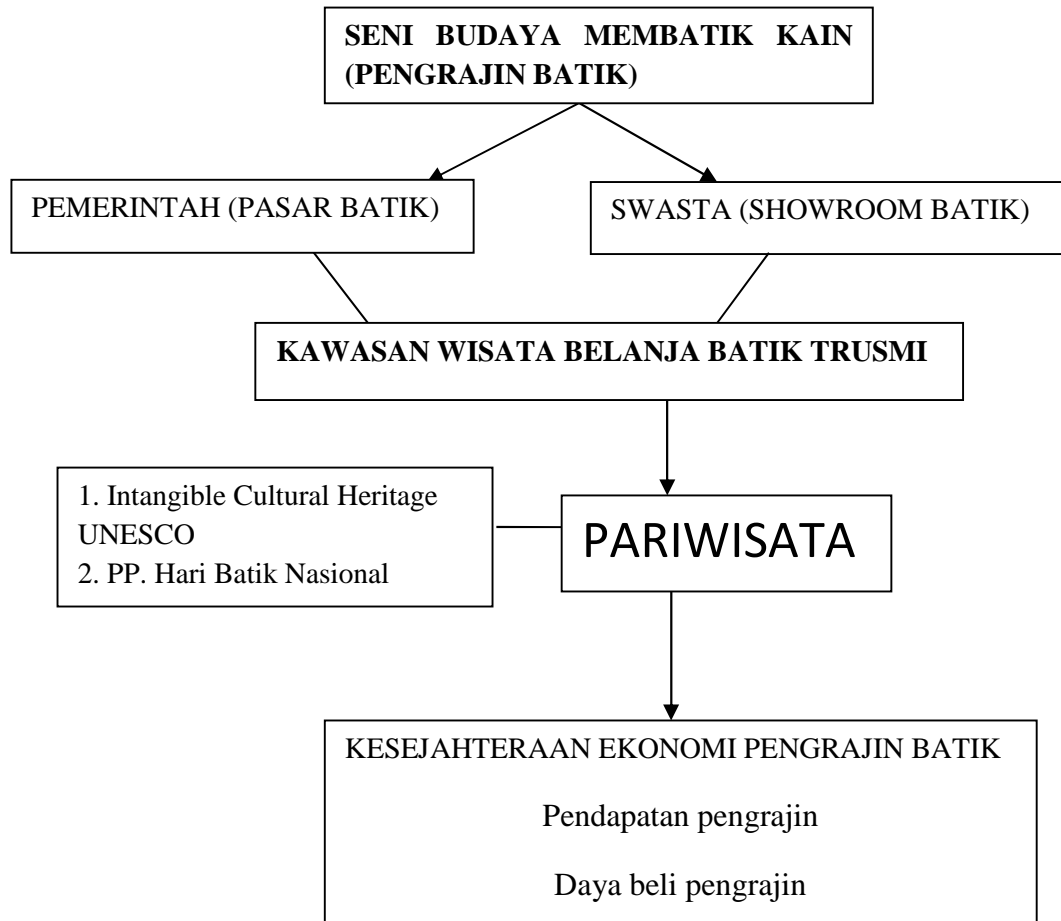 SENI BUDAYA MEMBATIK KAIN
(PENGRAJIN BATIK)
PEMERINTAH (PASAR BATIK)
SWASTA (SHOWROOM BATIK)
KAWASAN WISATA BELANJA BATIK TRUSMI
1. Intangible Cultural Heritage
UNESCO
2. PP. Hari Batik Nasional
PARIWISATA
KESEJAHTERAAN EKONOMI PENGRAJIN BATIK
Pendapatan pengrajin
Daya beli pengrajin